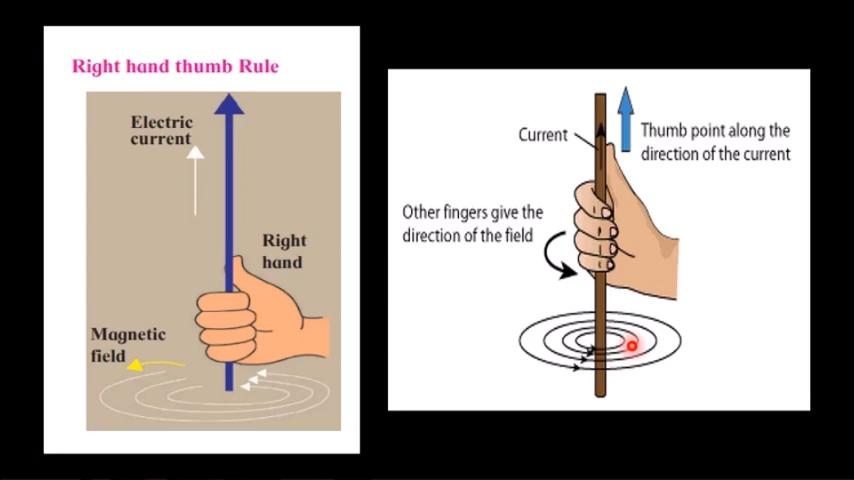 Right hand thumb Rule
Electric
current
Right
hand
Magnetic
field
Current
Thumb point along the
direction of the current
Other fingers give the
direction of the field